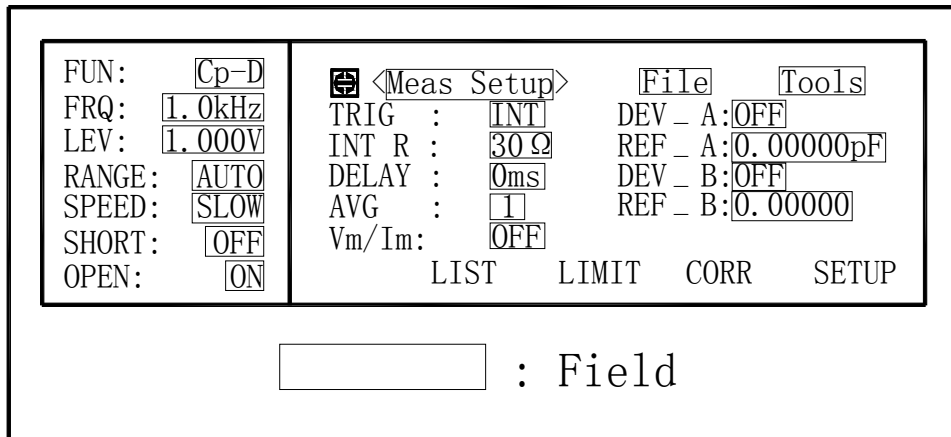 FUN: Cp-D
FRQ: 1.0kHz
LEV: 1.000V
RANGE: AUTO
SPEED: SLOW
SHORT: OFF
OPEN: ON
<Meas Setup> File Tools
TRIG : INT DEV_A:OFF
INT R : 30Ω REF_A:0.00000pF
DELAY : 0ms DEV_B:OFF
AVG : 1 REF_B:0.00000
Vm/Im: OFF
LIST LIMIT CORR SETUP
: Field